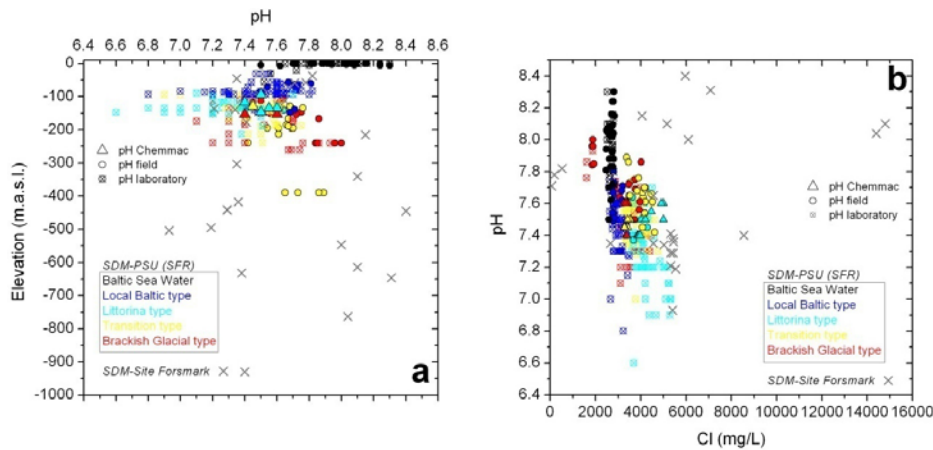 pH
6.4 6.6 6.8 7.0 7.2 7.4 7.6 7.8 8.0 8.2 8.4 8.6
0
-100
-200
-300
-400
-500
-600
-700
-800
-900
-1000
Elevation (m.a.s.l.)
pH Chemmac
pH field
pH laboratory
SDM-PSU (SFR)
Baltic Sea Water
Local Baltic type
Littorina type
Transition type
Brackish Glacial type
SDM-Site Forsmark
a
b
8.4
8.2
8.0
7.8
7.6
7.4
7.2
7.0
6.8
6.6
6.4
pH
pH Chemmac
pH field
pH laboratory
SDM-PSU (SFR)
Baltic Sea Water
Local Baltic type
Littorina type
Transition type
Brackish Glacial type
SDM-Site Forsmark
0 2000 4000 6000 8000 10000 12000 14000 16000
Cl (mg/L)